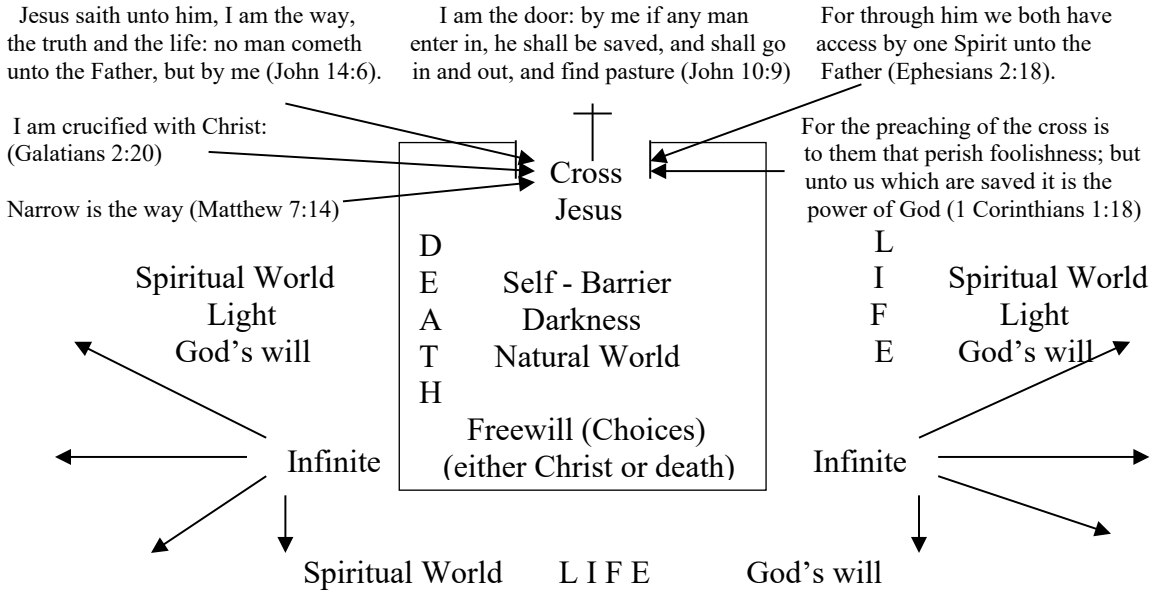 Jesus saith unto him, I am the way,
the truth and the life: no man cometh
unto the Father, but by me (John 14:6).
I am the door: by me if any man
enter in, he shall be saved, and shall go
in and out, and find pasture (John 10:9)
For through him we both have
access by one Spirit unto the
Father (Ephesians 2:18).
I am crucified with Christ:
(Galatians 2:20)
Narrow is the way (Matthew 7:14)
For the preaching of the cross is
to them that perish foolishness; but
unto us which are saved it is the
power of God (1 Corinthians 1:18)
Cross
Jesus
D
E
A
T
H
Self - Barrier
Darkness
Natural World
Freewill (Choices)
(either Christ or death)
Spiritual World
Light
God's will
Infinite
L
I
F
E
Spiritual World
Light
God's will
Infinite
Spiritual World L I F E God's will